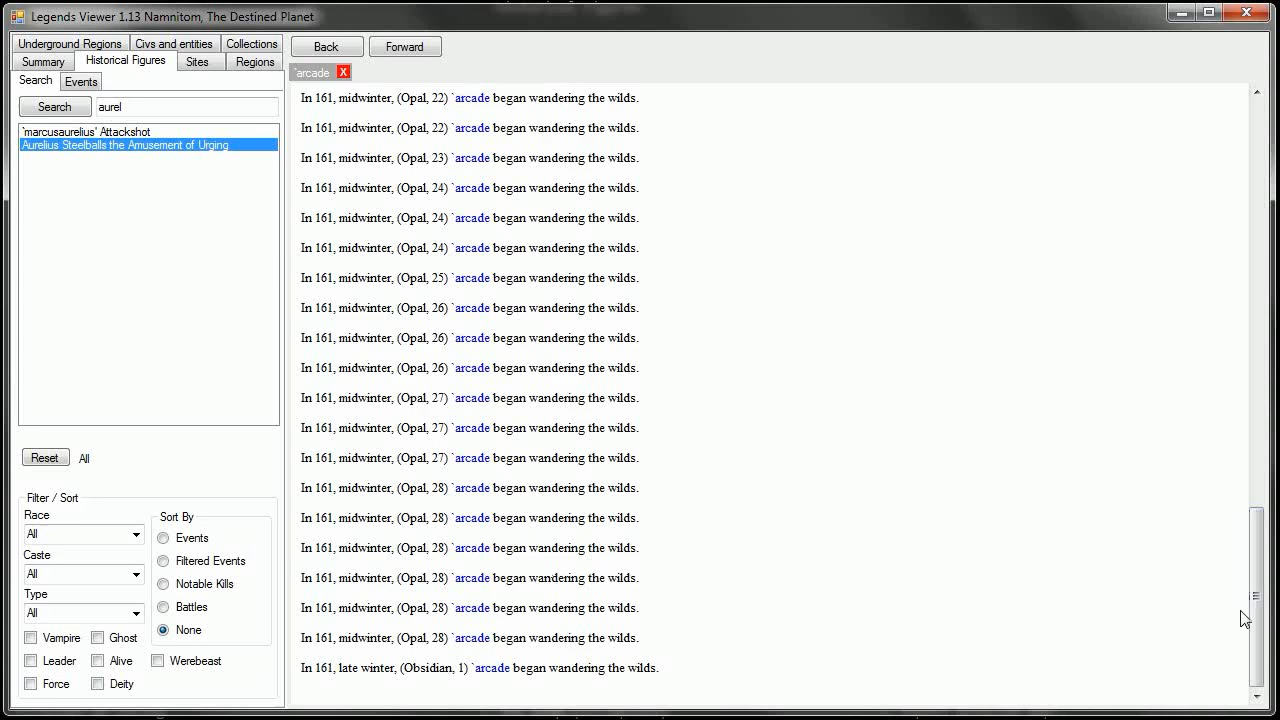 Legends Viewer 1.13 Namnitom, The Destined Planet
Underground Regions Civs and entities Collections
Summary Historical Figures Sites Regions
Search Events
Search aurel
`marcusaurelius' Attackshot
Aurelius Steelballs the Amusement of Urging
Reset All
Filter / Sort
Race
All
Caste
All
Type
All
Vampire Ghost
Leader Alive Werebeast
Force Deity
Sort By
Events
Filtered Events
Notable Kills
Battles
None
Back Forward
`arcade X
In 161, midwinter, (Opal, 22) `arcade began wandering the wilds.
In 161, midwinter, (Opal, 22) `arcade began wandering the wilds.
In 161, midwinter, (Opal, 23) `arcade began wandering the wilds.
In 161, midwinter, (Opal, 24) `arcade began wandering the wilds.
In 161, midwinter, (Opal, 24) `arcade began wandering the wilds.
In 161, midwinter, (Opal, 24) `arcade began wandering the wilds.
In 161, midwinter, (Opal, 25) `arcade began wandering the wilds.
In 161, midwinter, (Opal, 26) `arcade began wandering the wilds.
In 161, midwinter, (Opal, 26) `arcade began wandering the wilds.
In 161, midwinter, (Opal, 26) `arcade began wandering the wilds.
In 161, midwinter, (Opal, 27) `arcade began wandering the wilds.
In 161, midwinter, (Opal, 27) `arcade began wandering the wilds.
In 161, midwinter, (Opal, 27) `arcade began wandering the wilds.
In 161, midwinter, (Opal, 28) `arcade began wandering the wilds.
In 161, midwinter, (Opal, 28) `arcade began wandering the wilds.
In 161, midwinter, (Opal, 28) `arcade began wandering the wilds.
In 161, midwinter, (Opal, 28) `arcade began wandering the wilds.
In 161, midwinter, (Opal, 28) `arcade began wandering the wilds.
In 161, midwinter, (Opal, 28) `arcade began wandering the wilds.
In 161, late winter, (Obsidian, 1) `arcade began wandering the wilds.